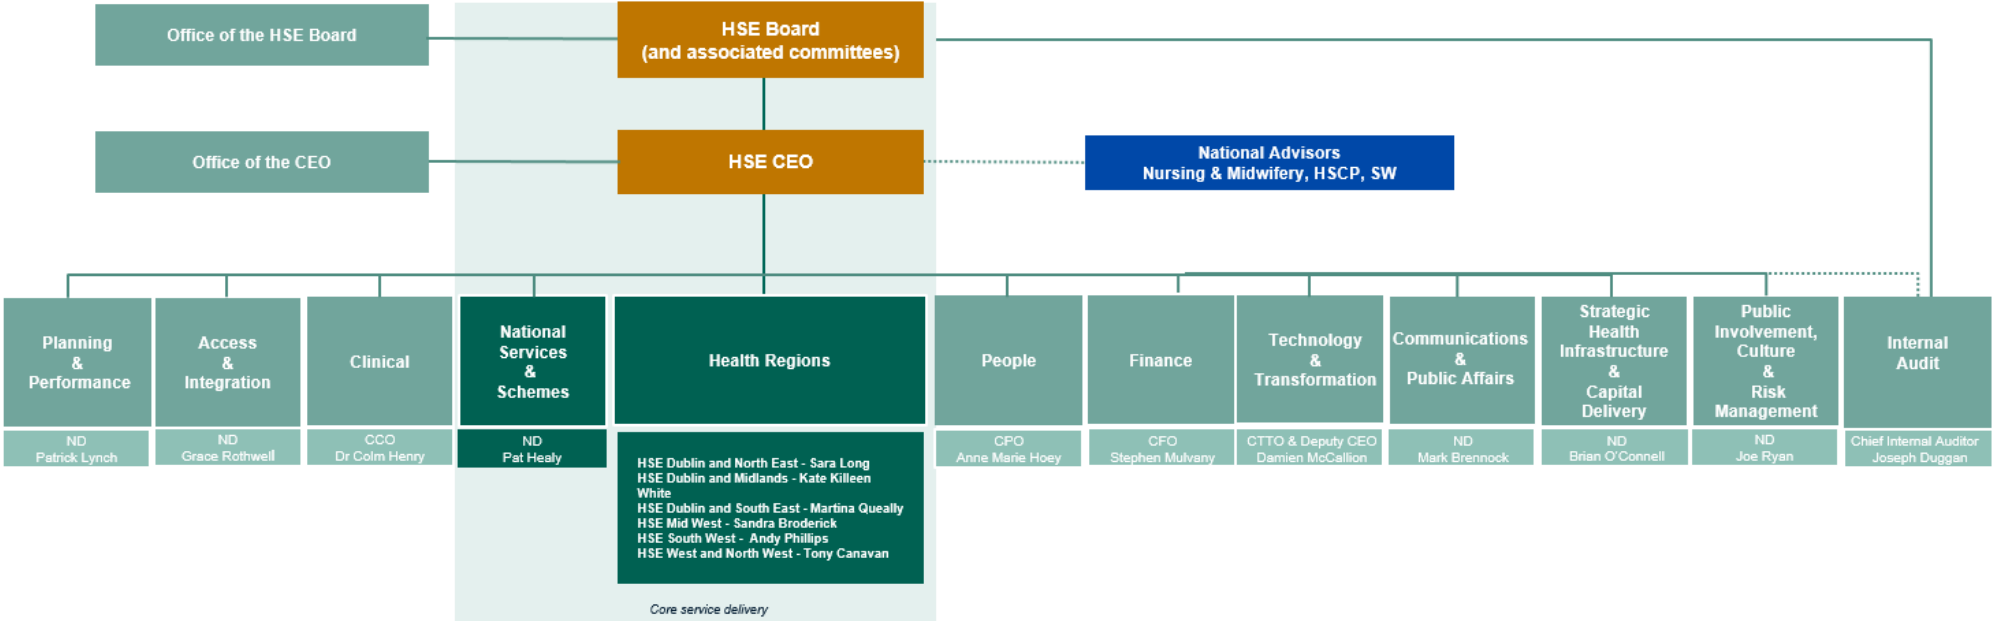 Office of the HSE Board
HSE Board
(and associated committees)
Office of the CEO
HSE CEO
National Advisors
Nursing & Midwifery, HSCP, SW
Planning
&
Performance
ND
Patrick Lynch
Access
&
Integration
ND
Grace Rothwell
Clinical
CCO
Dr Colm Henry
National
Services
&
Schemes
ND
Pat Healy
Health Regions
HSE Dublin and North East - Sara Long
HSE Dublin and Midlands - Kate Killeen
White
HSE Dublin and South East - Martina Queally
HSE Mid West - Sandra Broderick
HSE South West - Andy Phillips
HSE West and North West - Tony Canavan
Core service delivery
People
CPO
Anne Marie Hoey
Finance
CFO
Stephen Mulvany
Technology
&
Transformation
CTTO & Deputy CEO
Damien McCallion
Communications
&
Public Affairs
ND
Mark Brennock
Strategic
Health
Infrastructure
&
Capital
Delivery
ND
Brian O'Connell
Public
Involvement,
Culture
&
Risk
Management
ND
Joe Ryan
Internal
Audit
Chief Internal Auditor
Joseph Duggan